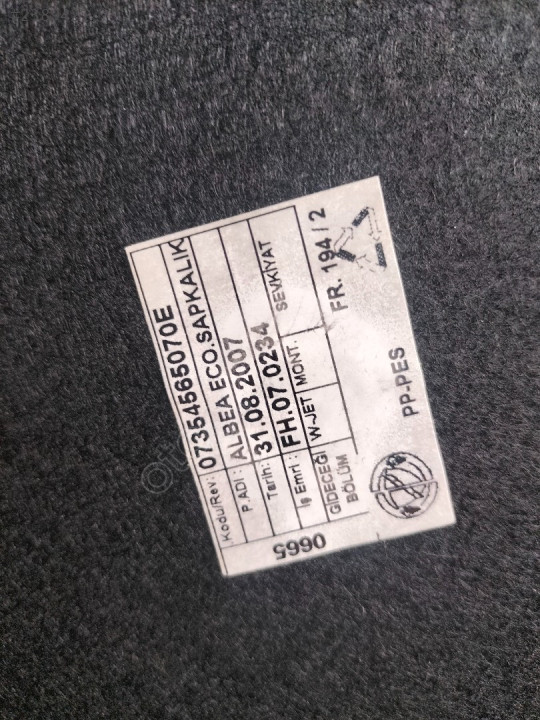 Kodu/Rev: 07354565070E
P.ADI : ALBEA ECO.SAPKALIK
Tarih: 31.08.2007
İş Emri : FH.07.0234
GİDECEĞİ BÖLÜM W-JET MONT. SEVKİYAT
FR. 194 / 2
PP-PES
0665